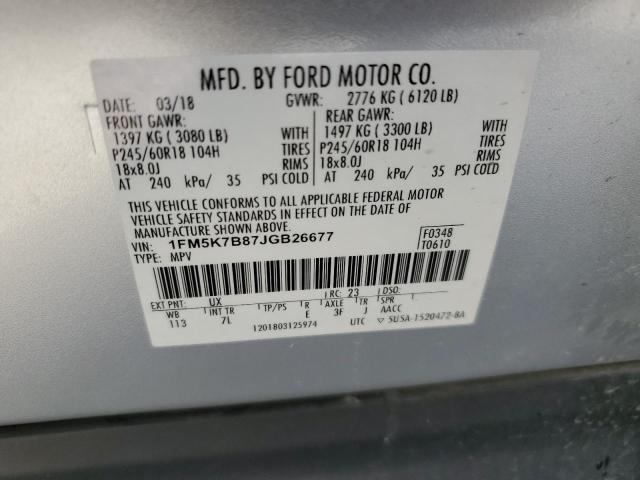 MFD. BY FORD MOTOR CO.
DATE: 03/18 GVWR: 2776 KG ( 6120 LB)
FRONT GAWR: REAR GAWR:
1397 KG ( 3080 LB) WITH 1497 KG ( 3300 LB) WITH
P245/60R18 104H TIRES P245/60R18 104H TIRES
18x8.0J RIMS 18x8.0J RIMS
AT 240 kPa/ 35 PSI COLD AT 240 kPa/ 35 PSI COLD
THIS VEHICLE CONFORMS TO ALL APPLICABLE FEDERAL MOTOR
VEHICLE SAFETY STANDARDS IN EFFECT ON THE DATE OF
MANUFACTURE SHOWN ABOVE.
VIN: 1FM5K7B87JGB26677 F0348
TYPE: MPV T0610
EXT PNT: UX RC: 23 DSO:
WB INT TR TP/PS R AXLE TR SPR
113 7L E 3F J AACC
1201803125974 UTC ▽ 5USA-1520472-BA